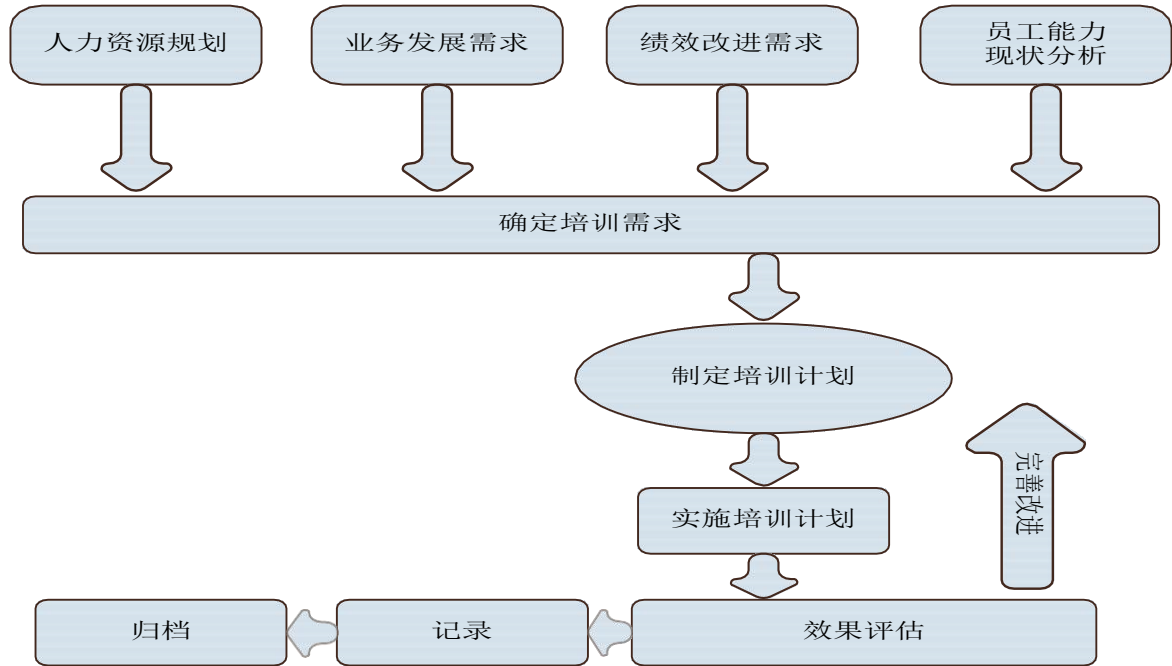 人力资源规划
业务发展需求
绩效改进需求
员工能力
现状分析
确定培训需求
制定培训计划
完善改进
实施培训计划
归档
记录
效果评估